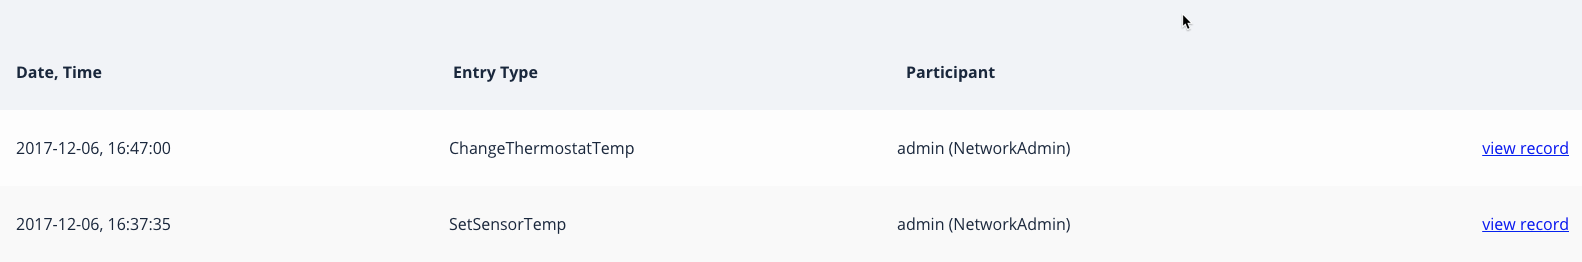 Date, Time Entry Type Participant
2017-12-06, 16:47:00 ChangeThermostatTemp admin (NetworkAdmin) view record
2017-12-06, 16:37:35 SetSensorTemp admin (NetworkAdmin) view record